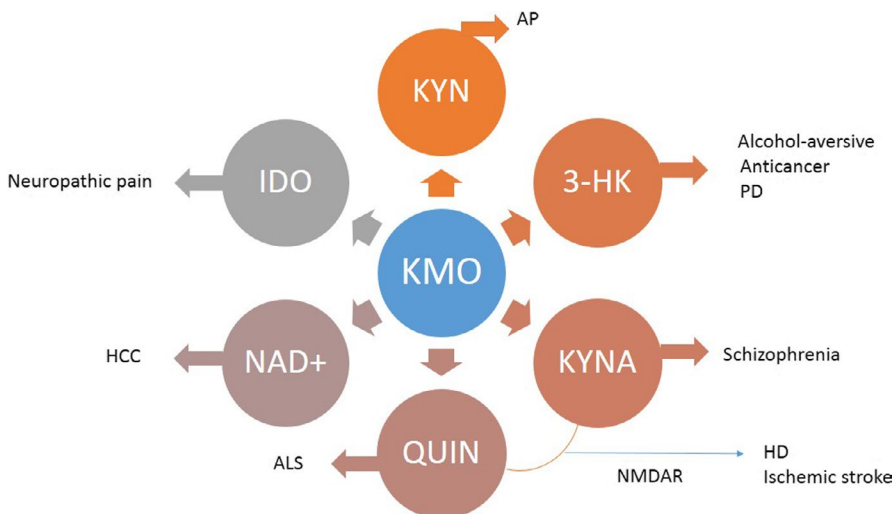 AP
KYN
Alcohol-aversive
Anticancer
PD
3-HK
IDO
Neuropathic pain
KMO
HCC
NAD+
KYNA
Schizophrenia
QUIN
ALS
NMDAR
HD
Ischemic stroke